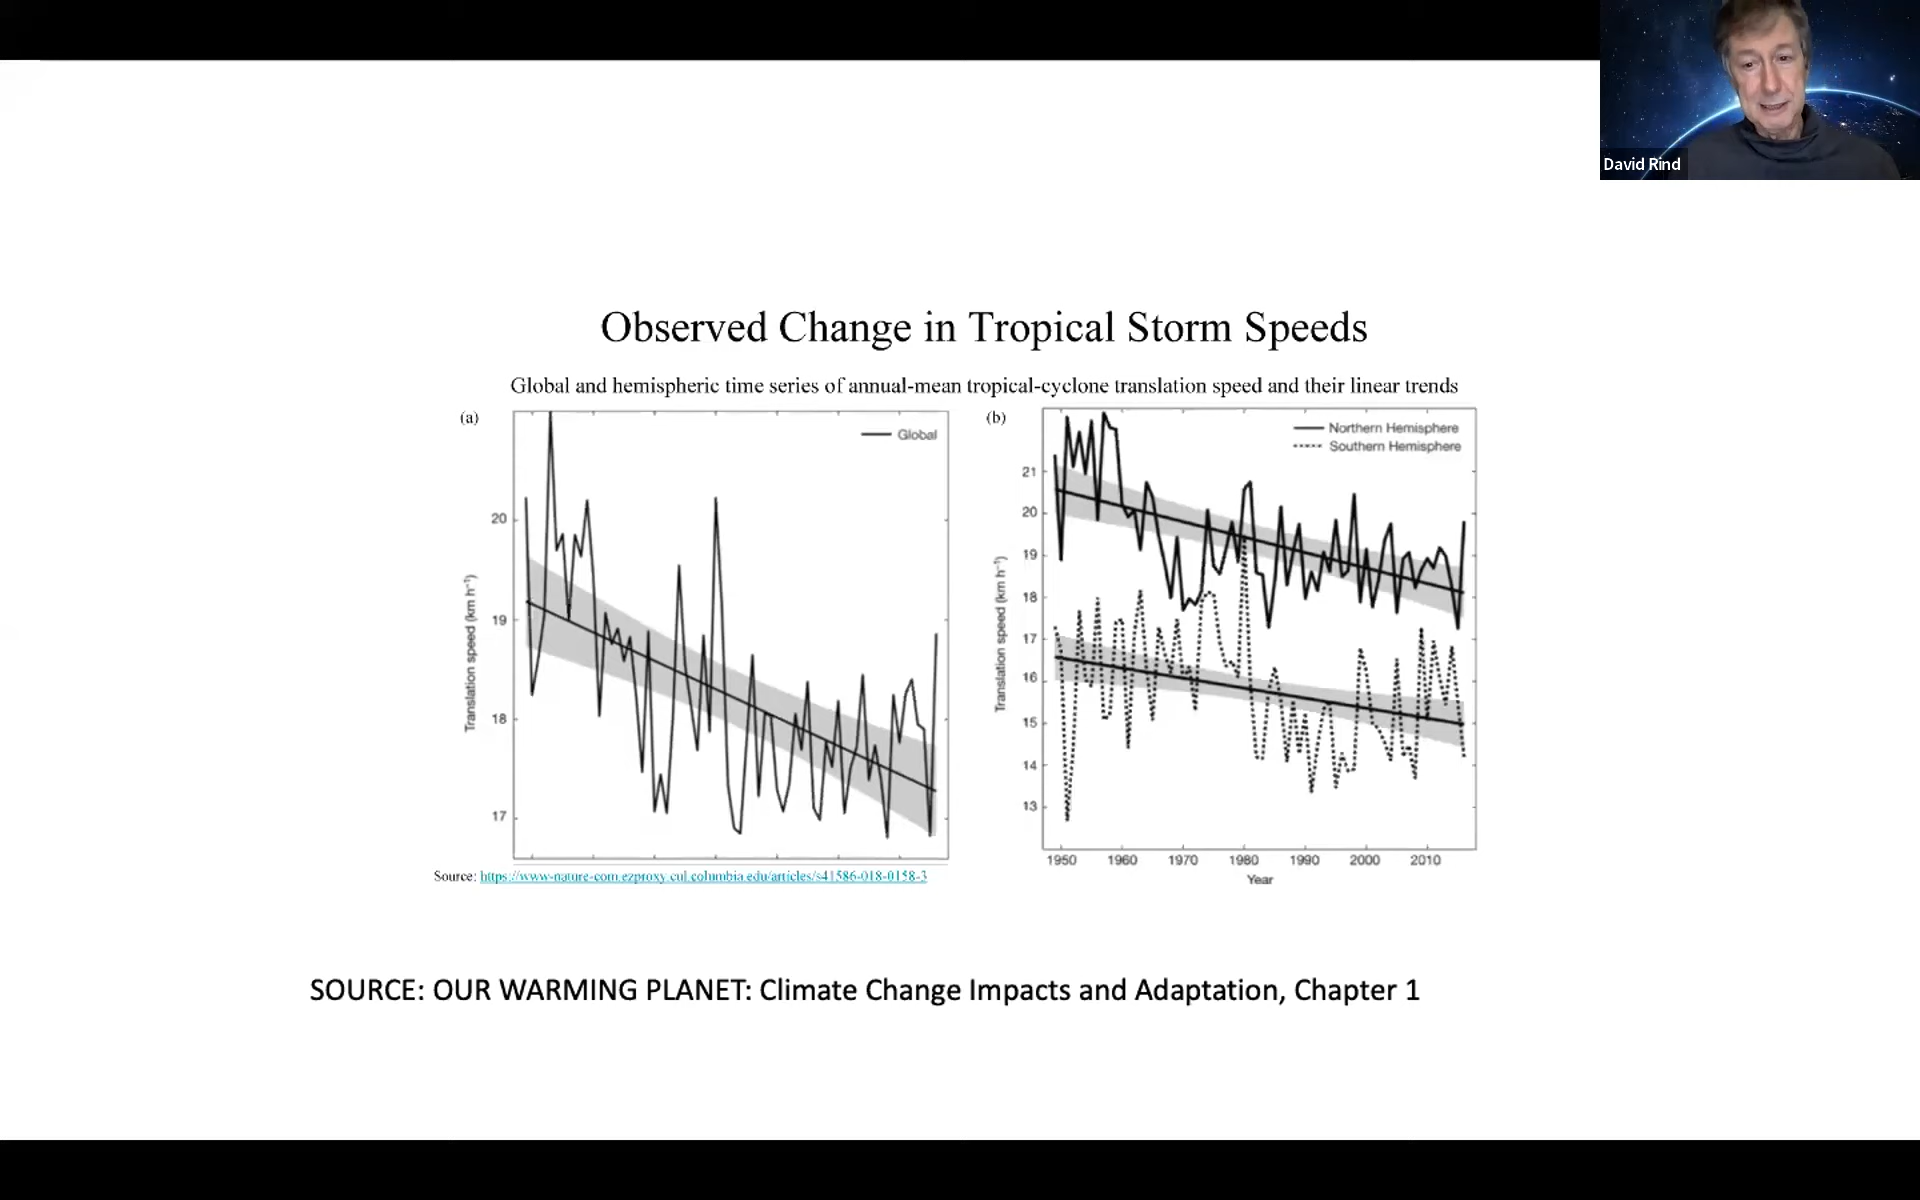 David Rind
Observed Change in Tropical Storm Speeds
Global and hemispheric time series of annual-mean tropical-cyclone translation speed and their linear trends
(a)
Global
20
19
18
17
Translation speed (km h⁻¹)
(b)
Northern Hemisphere
Southern Hemisphere
21
20
19
18
17
16
15
14
13
Translation speed (km h⁻¹)
1950 1960 1970 1980 1990 2000 2010
Year
Source: https://www-nature-com.ezproxy.cul.columbia.edu/articles/s41586-018-0158-3
SOURCE: OUR WARMING PLANET: Climate Change Impacts and Adaptation, Chapter 1